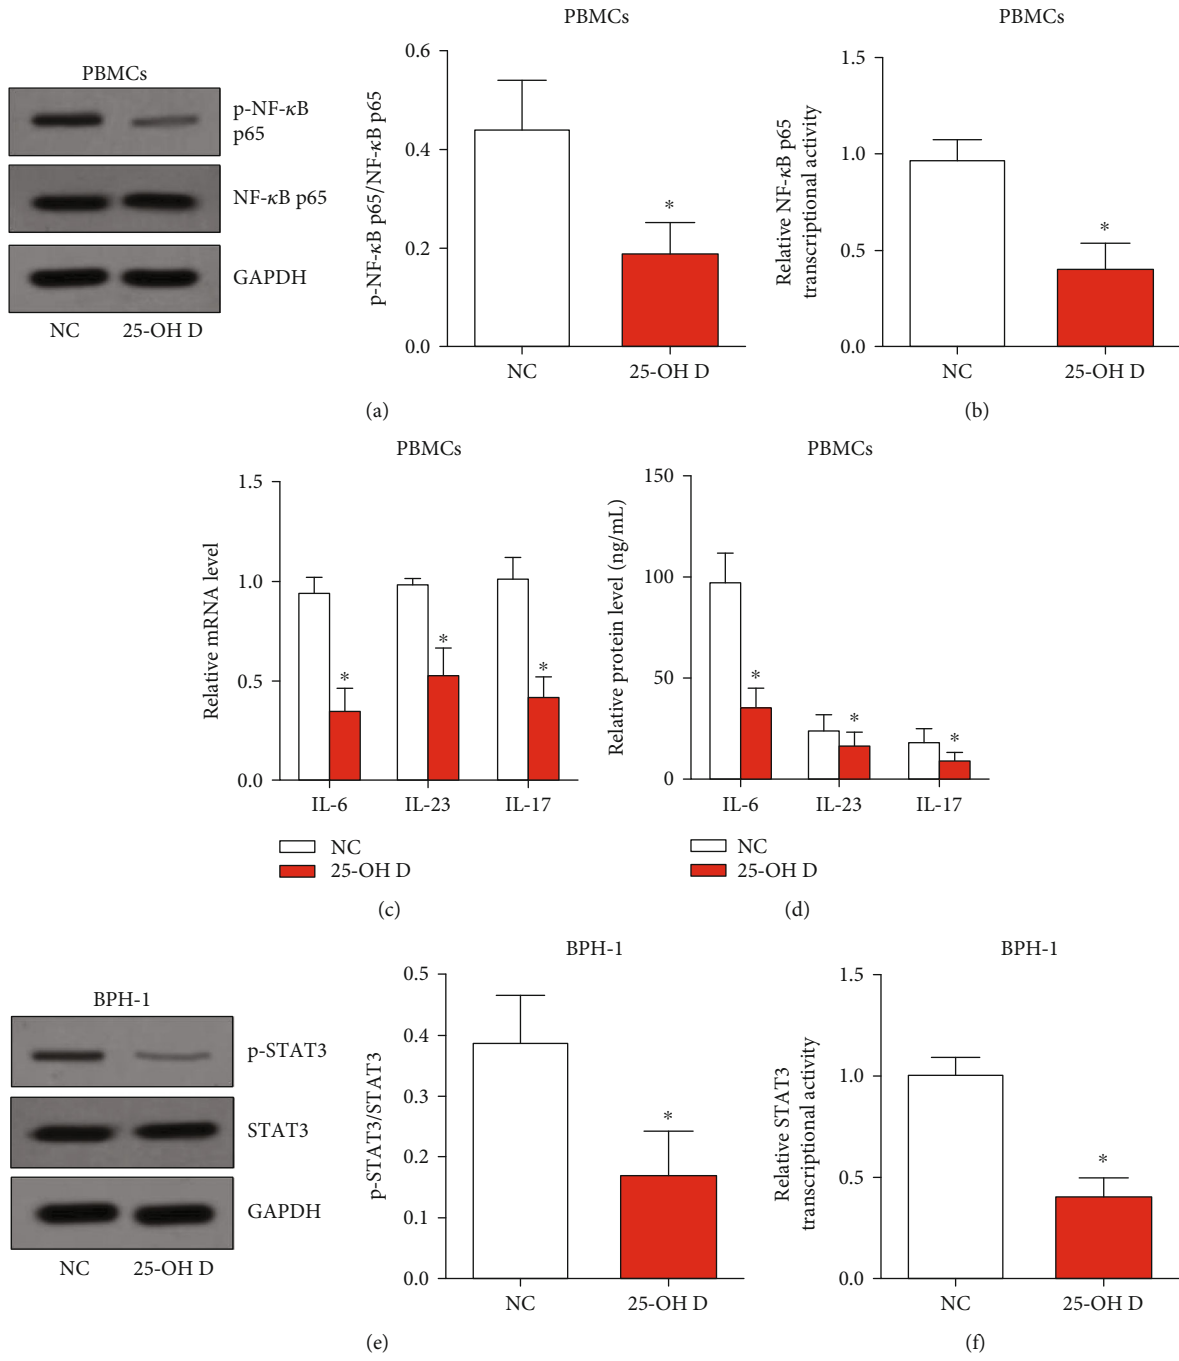 PBMCs
p-NF-κB
p65
NF-κB p65
GAPDH
NC 25-OH D
PBMCs
p-NF-κB p65/NF-κB p65
0.6
0.4
0.2
0.0
*
NC 25-OH D
(a)
PBMCs
Relative NF-κB p65
transcriptional activity
1.5
1.0
0.5
0.0
*
NC 25-OH D
(b)
PBMCs
Relative mRNA level
1.5
1.0
0.5
0.0
* * *
IL-6 IL-23 IL-17
NC
25-OH D
(c)
PBMCs
Relative protein level (ng/mL)
150
100
50
0
* * *
IL-6 IL-23 IL-17
NC
25-OH D
(d)
BPH-1
p-STAT3
STAT3
GAPDH
NC 25-OH D
BPH-1
p-STAT3/STAT3
0.5
0.4
0.3
0.2
0.1
0.0
*
NC 25-OH D
(e)
BPH-1
Relative STAT3
transcriptional activity
1.5
1.0
0.5
0.0
*
NC 25-OH D
(f)